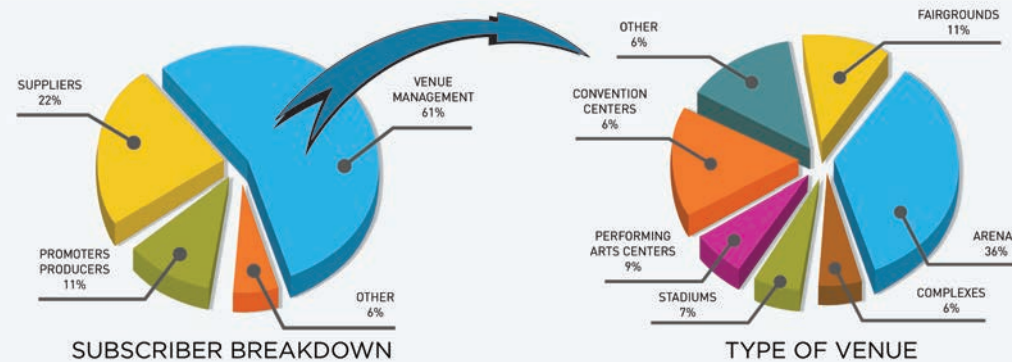 SUPPLIERS
22%
VENUE
MANAGEMENT
61%
PROMOTERS
PRODUCERS
11%
OTHER
6%
SUBSCRIBER BREAKDOWN
OTHER
6%
FAIRGROUNDS
11%
CONVENTION
CENTERS
6%
PERFORMING
ARTS CENTERS
9%
STADIUMS
7%
ARENA
36%
COMPLEXES
6%
TYPE OF VENUE